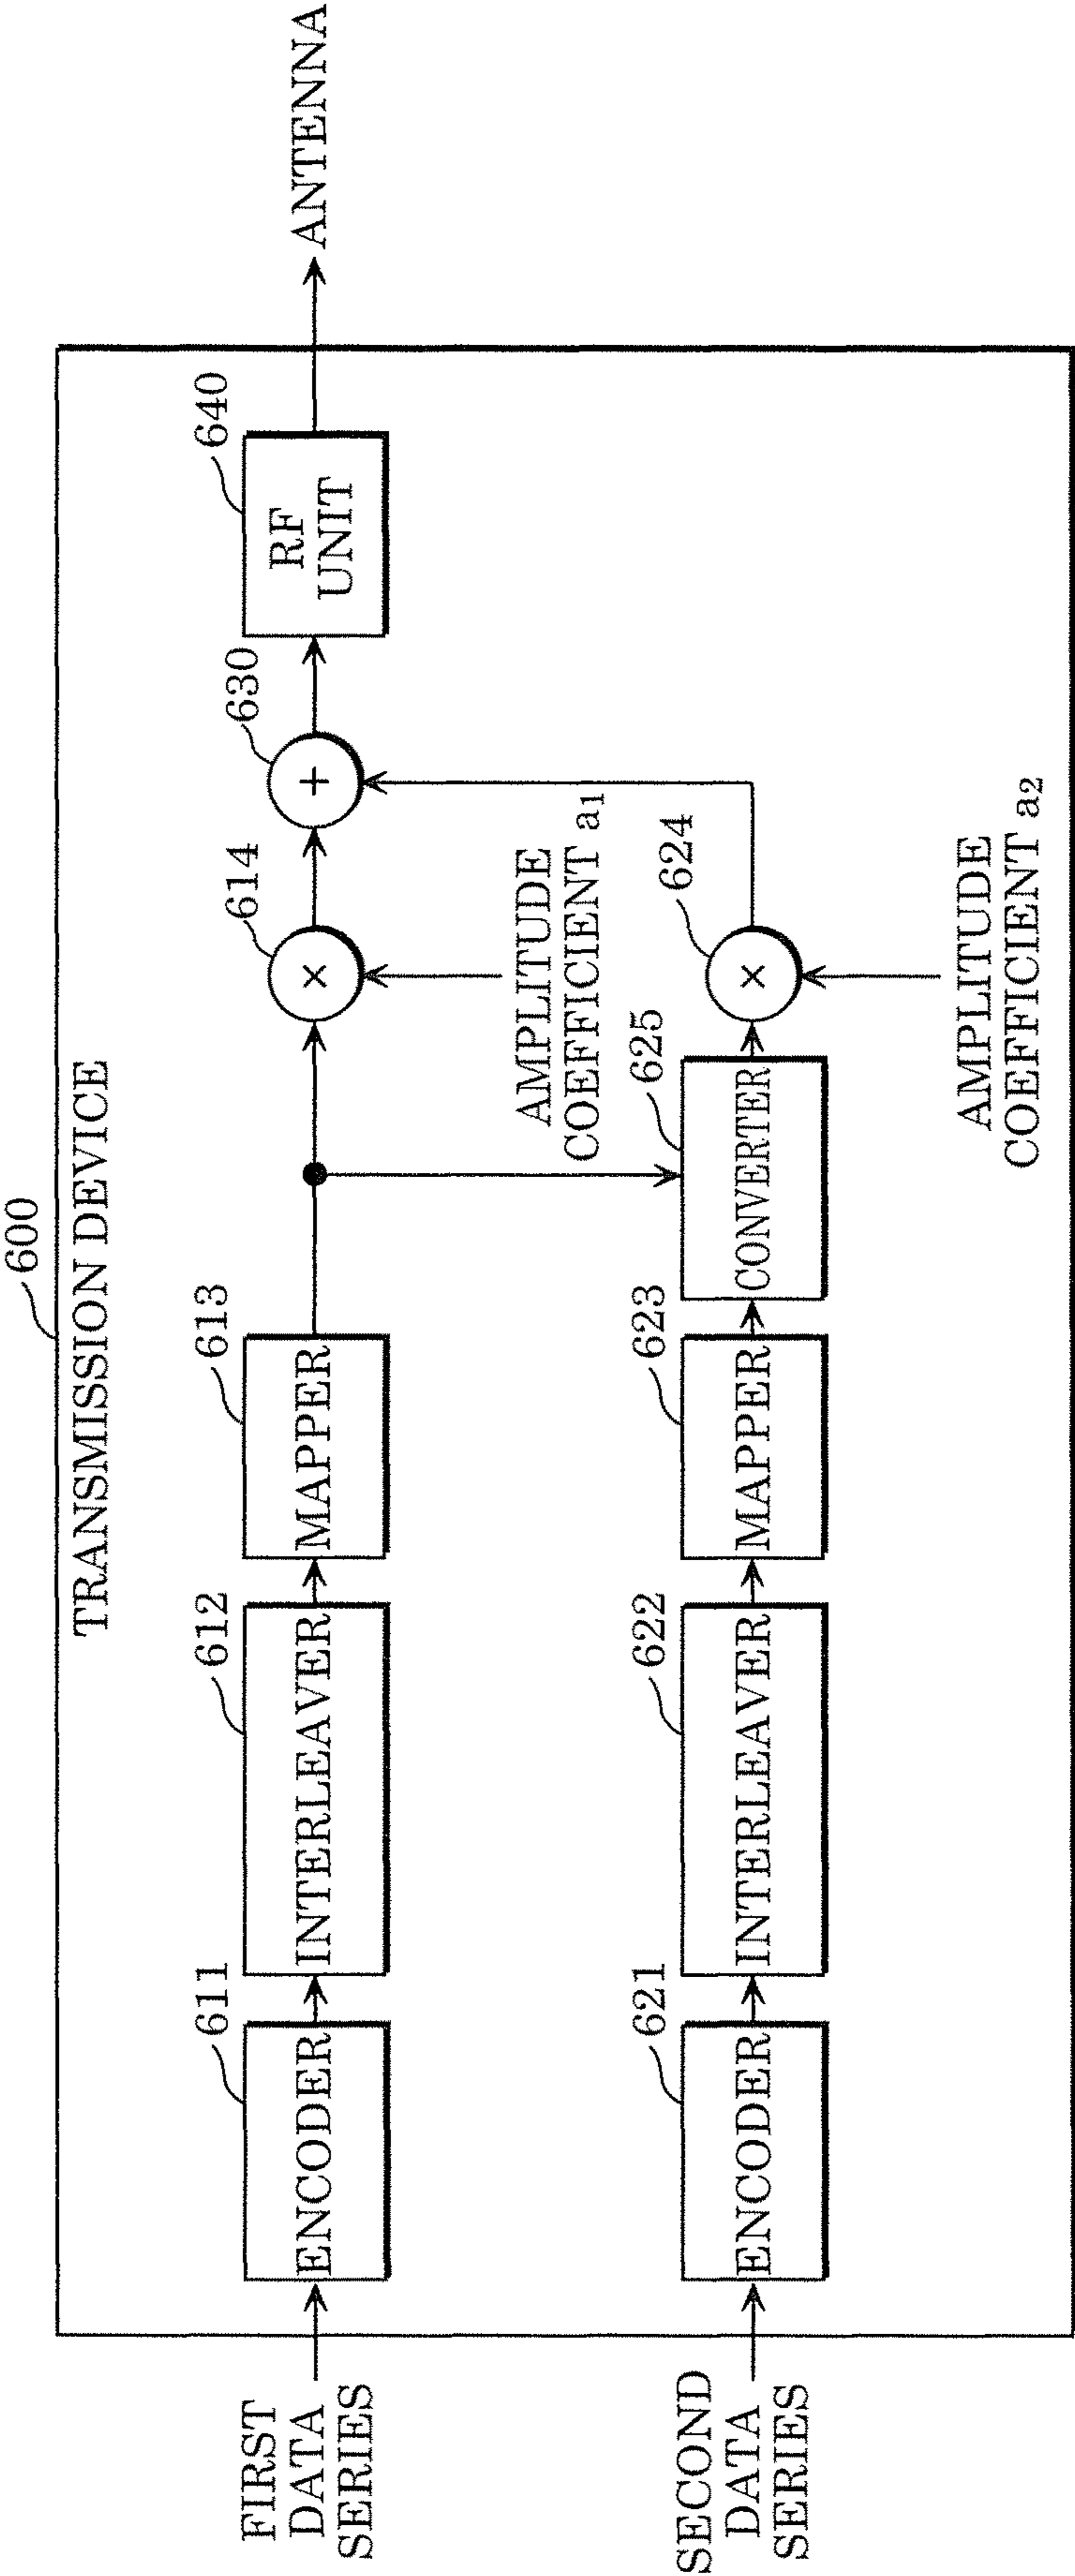 600
TRANSMISSION DEVICE
FIRST
DATA
SERIES
611
ENCODER
612
INTERLEAVER
613
MAPPER
614
×
AMPLITUDE
COEFFICIENT a1
630
+
640
RF
UNIT
ANTENNA
SECOND
DATA
SERIES
621
ENCODER
622
INTERLEAVER
623
MAPPER
625
CONVERTER
624
×
AMPLITUDE
COEFFICIENT a2